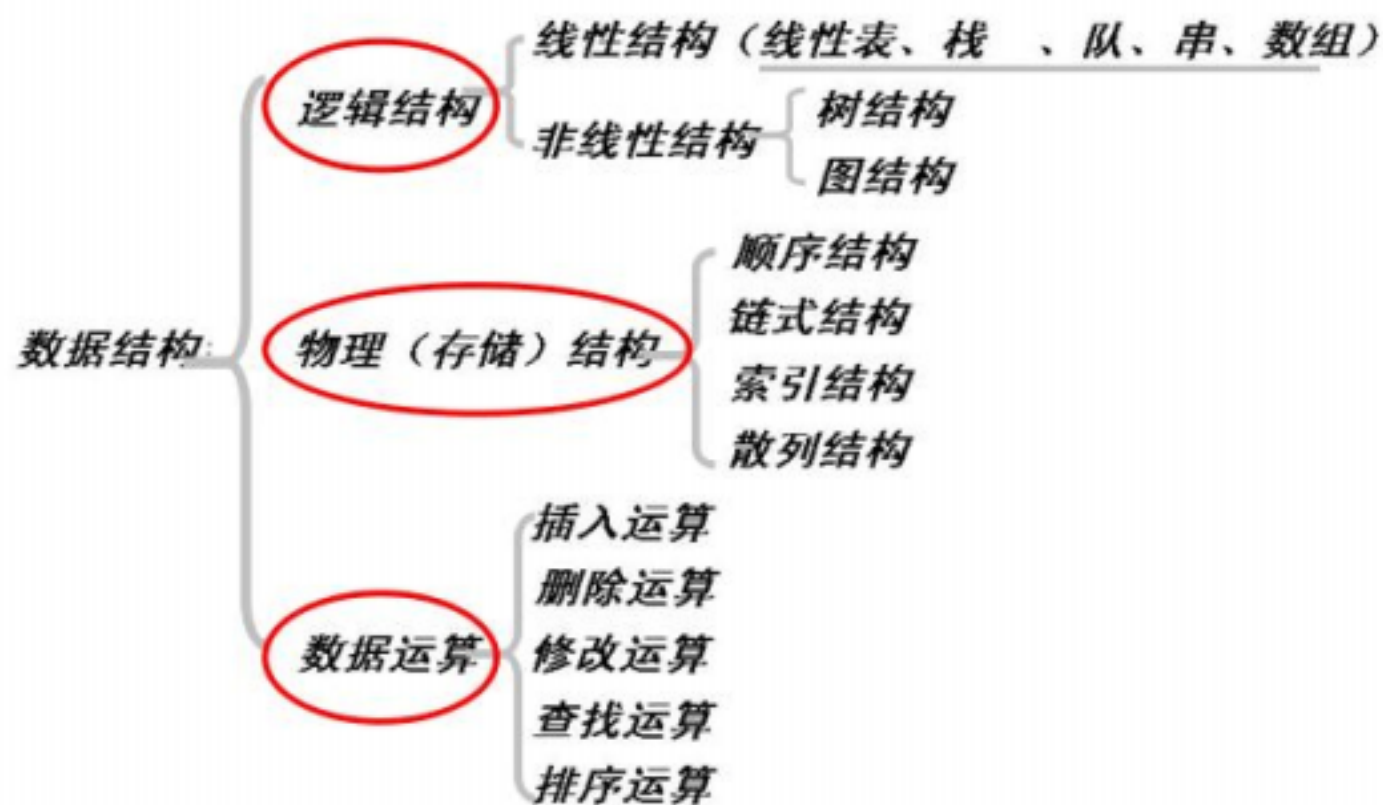 线性结构（线性表、栈 、队、串、数组）
逻辑结构
非线性结构
树结构
图结构
数据结构:
物理（存储）结构
顺序结构
链式结构
索引结构
散列结构
数据运算
插入运算
删除运算
修改运算
查找运算
排序运算